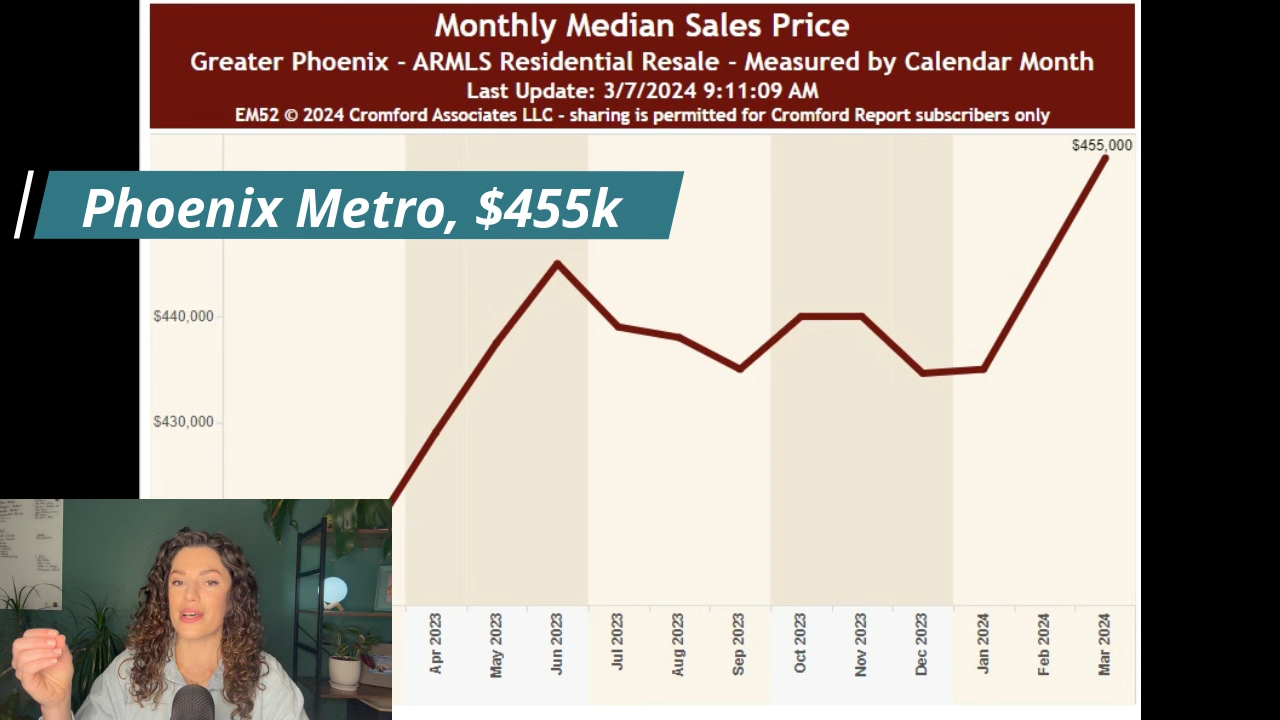 Monthly Median Sales Price
Greater Phoenix - ARMLS Residential Resale - Measured by Calendar Month
Last Update: 3/7/2024 9:11:09 AM
EM52 © 2024 Cromford Associates LLC - sharing is permitted for Cromford Report subscribers only
$455,000
Phoenix Metro, $455k
$440,000
$430,000
Apr 2023
May 2023
Jun 2023
Jul 2023
Aug 2023
Sep 2023
Oct 2023
Nov 2023
Dec 2023
Jan 2024
Feb 2024
Mar 2024